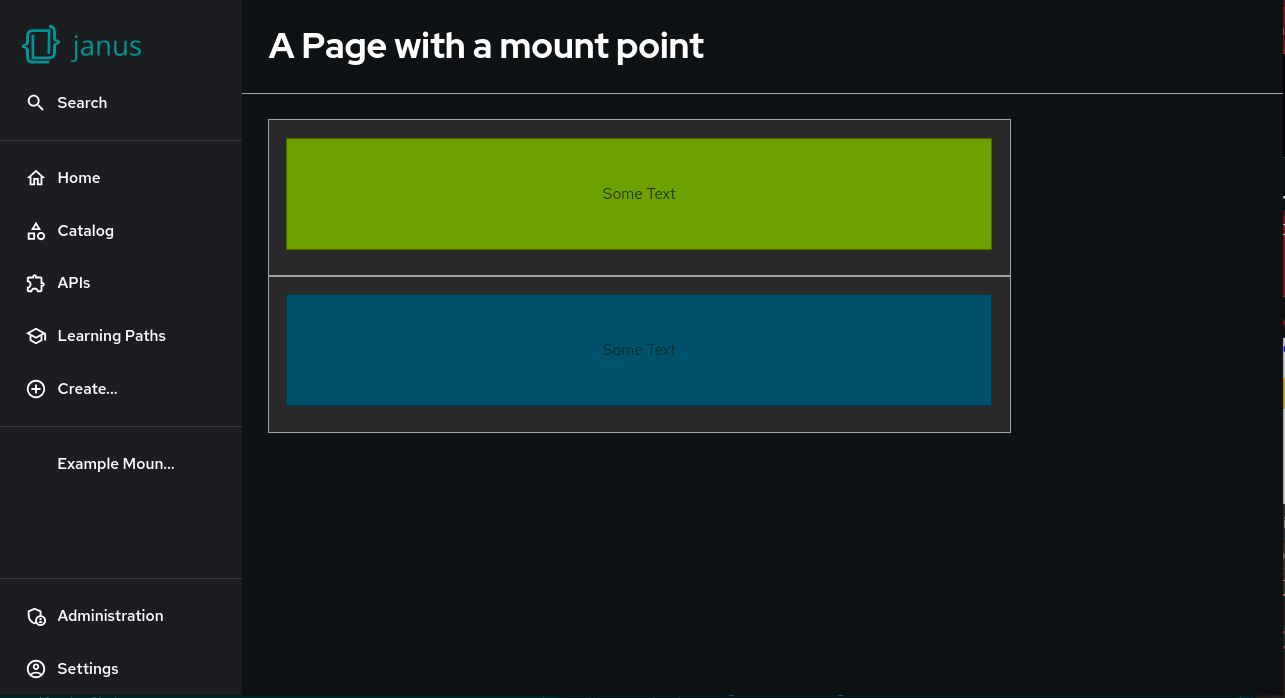 janus
Search
Home
Catalog
APIs
Learning Paths
Create...
Example Moun...
Administration
Settings
A Page with a mount point
Some Text
Some Text